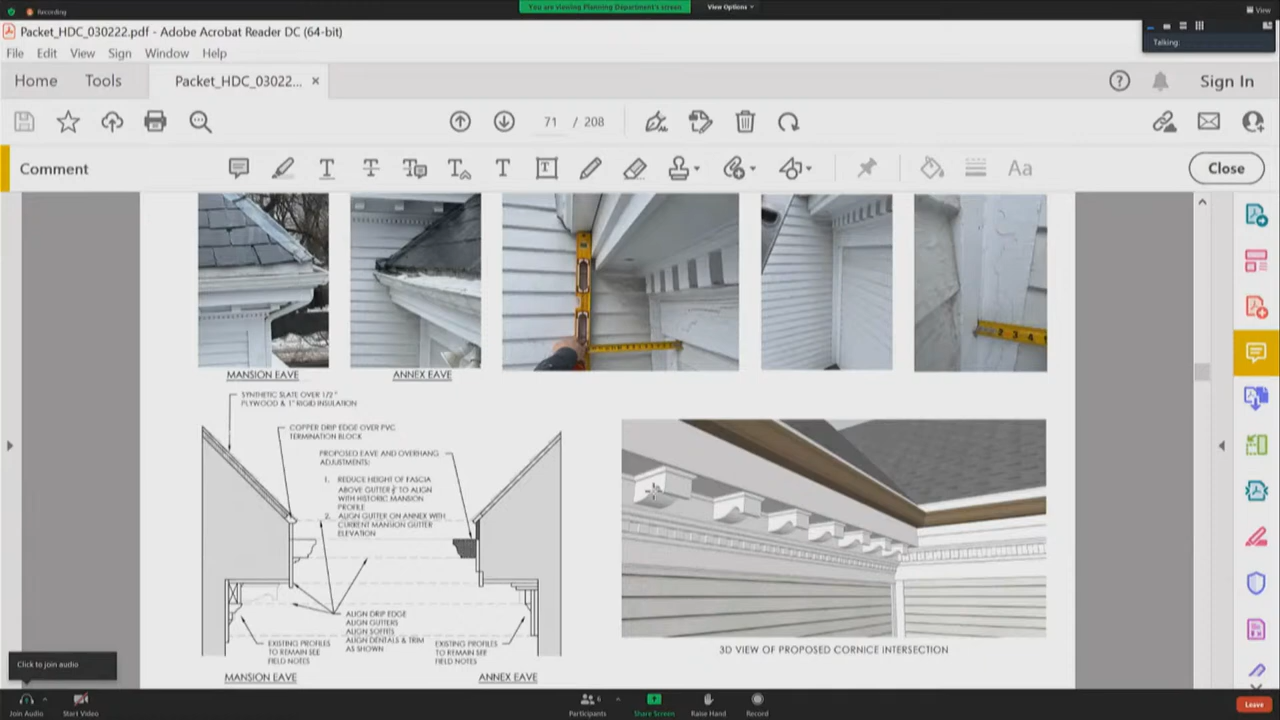 Recording
You are viewing Planning Department's screen
View Options
View
Packet_HDC_030222.pdf - Adobe Acrobat Reader DC (64-bit)
Talking:
File Edit View Sign Window Help
Home
Tools
Packet_HDC_03022...
Sign In
71 / 208
Comment
Aa
Close
MANSION EAVE
ANNEX EAVE
SYNTHETIC SLATE OVER 1/2"
PLYWOOD & 1" RIGID INSULATION
COPPER DRIP EDGE OVER PVC
TERMINATION BLOCK
PROPOSED EAVE AND OVERHANG
ADJUSTMENTS:
1. REDUCE HEIGHT OF FASCIA
ABOVE GUTTER TO ALIGN
WITH HISTORIC MANSION
PROFILE
2. ALIGN GUTTER ON ANNEX WITH
CURRENT MANSION GUTTER
ELEVATION
ALIGN DRIP EDGE
ALIGN GUTTERS
ALIGN SOFFITS
ALIGN DENTALS & TRIM
AS SHOWN
EXISTING PROFILES
TO REMAIN SEE
FIELD NOTES
EXISTING PROFILES
TO REMAIN SEE
FIELD NOTES
MANSION EAVE
ANNEX EAVE
3D VIEW OF PROPOSED CORNICE INTERSECTION
Click to join audio
Join Audio
Start Video
6
Participants
Share Screen
Raise Hand
Record
Leave